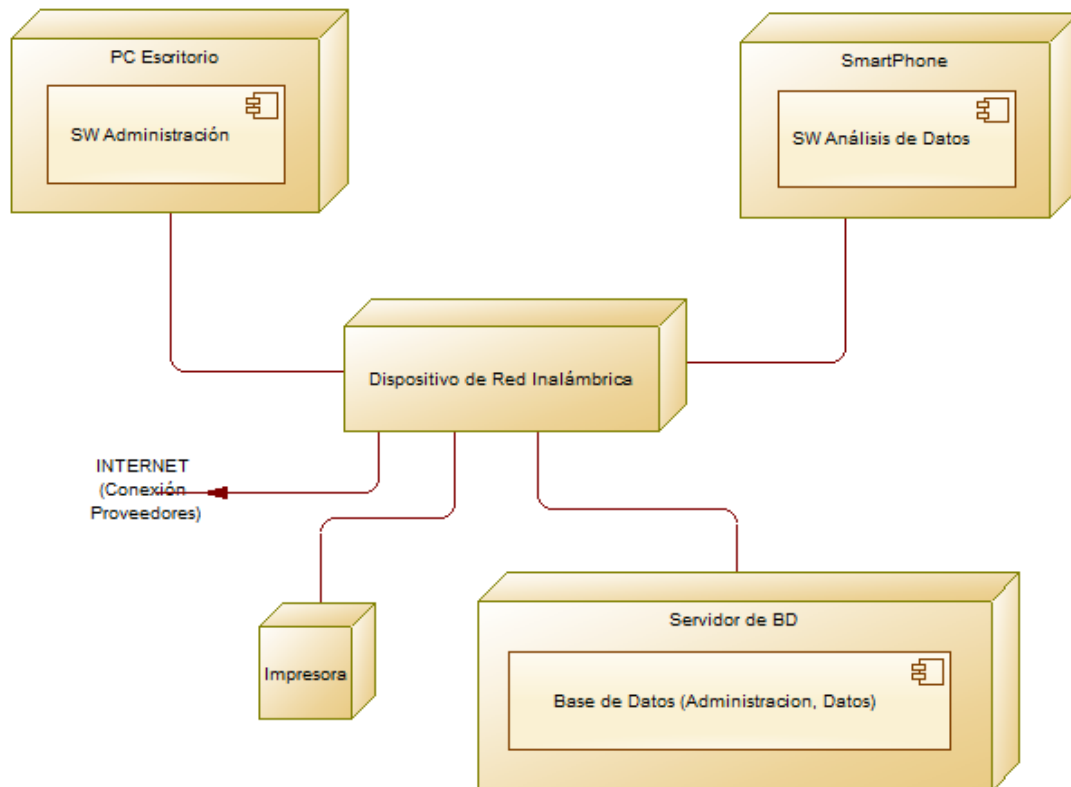 PC Escritorio
SW Administración
SmartPhone
SW Análisis de Datos
Dispositivo de Red Inalámbrica
INTERNET
(Conexión
Proveedores)
Impresora
Servidor de BD
Base de Datos (Administracion, Datos)